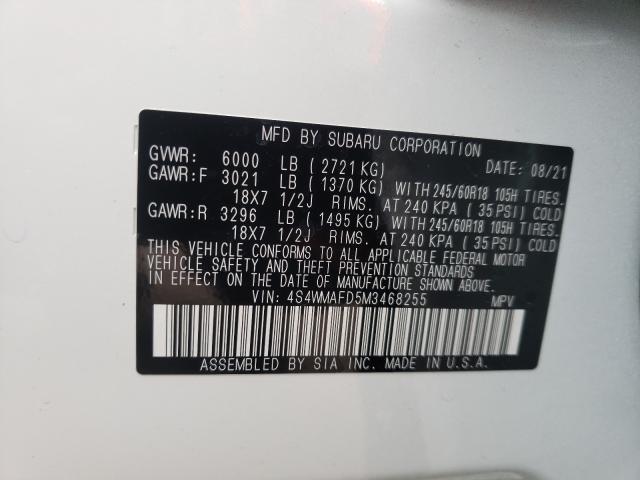 MFD BY SUBARU CORPORATION
GVWR: 6000 LB ( 2721 KG) DATE: 08/21
GAWR:F 3021 LB ( 1370 KG) WITH 245/60R18 105H TIRES.
18X7 1/2J RIMS. AT 240 KPA ( 35 PSI) COLD
GAWR:R 3296 LB ( 1495 KG) WITH 245/60R18 105H TIRES.
18X7 1/2J RIMS. AT 240 KPA ( 35 PSI) COLD
THIS VEHICLE CONFORMS TO ALL APPLICABLE FEDERAL MOTOR
VEHICLE SAFETY AND THEFT PREVENTION STANDARDS
IN EFFECT ON THE DATE OF MANUFACTURE SHOWN ABOVE.
VIN: 4S4WMAFD5M3468255 MPV
ASSEMBLED BY SIA INC. MADE IN U.S.A.